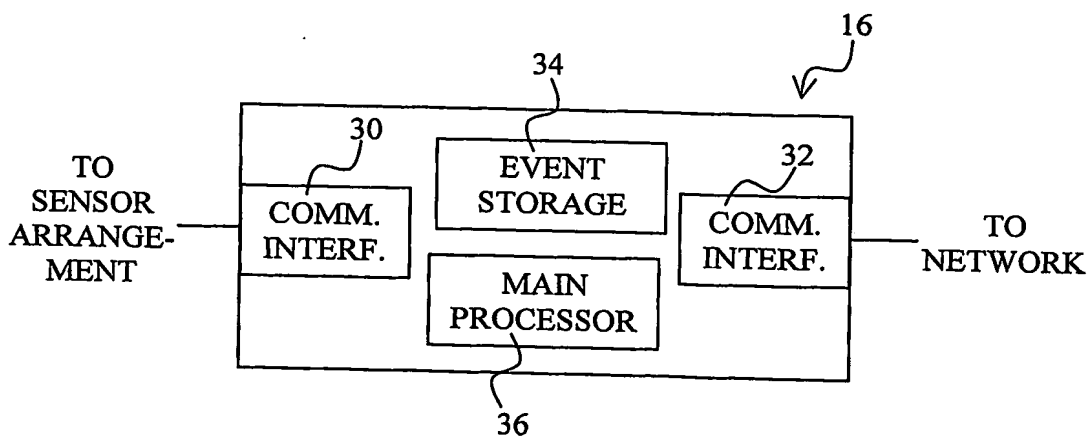 16
34
30
EVENT
STORAGE
32
TO
SENSOR
ARRANGE-
MENT
COMM.
INTERF.
COMM.
INTERF.
TO
NETWORK
MAIN
PROCESSOR
36